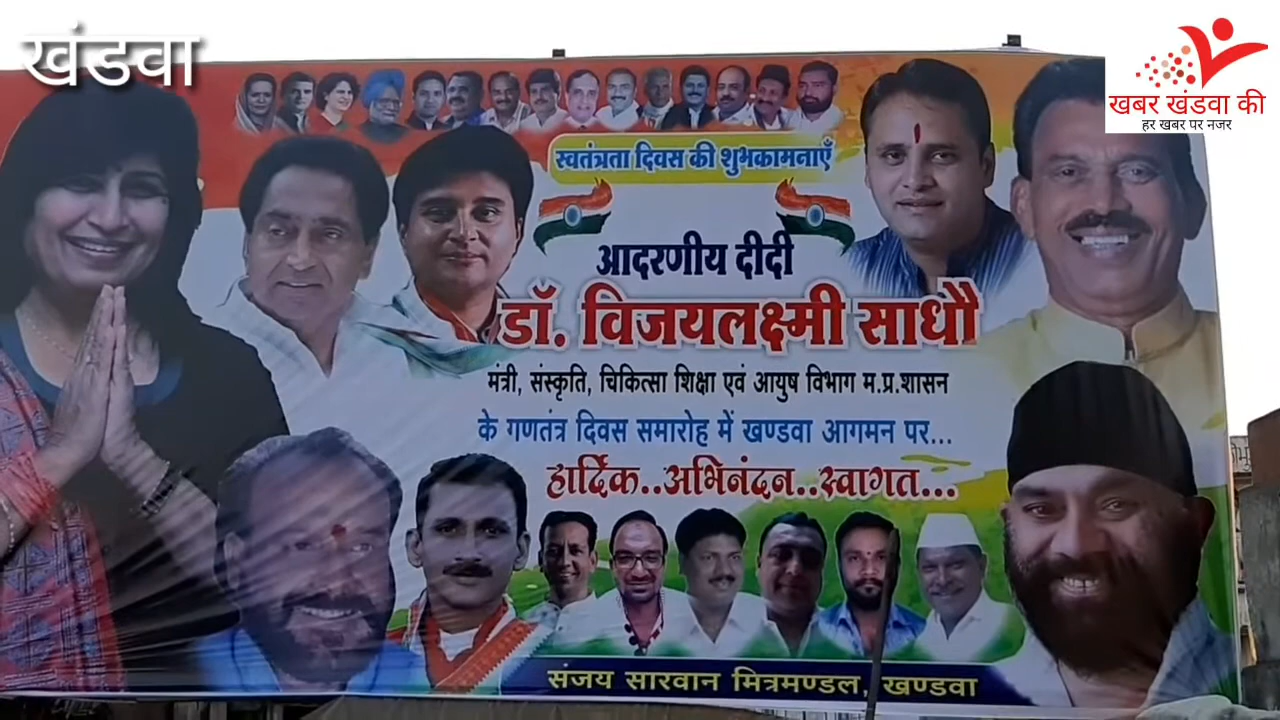 खंडवा
खबर खंडवा की
हर खबर पर नजर
स्वतंत्रता दिवस की शुभकामनाएँ
आदरणीय दीदी
डॉ. विजयलक्ष्मी साधौ
मंत्री, संस्कृति, चिकित्सा शिक्षा एवं आयुष विभाग म.प्र.शासन
के गणतंत्र दिवस समारोह में खण्डवा आगमन पर...
हार्दिक..अभिनंदन..स्वागत...
संजय सारवान मित्रमण्डल, खण्डवा